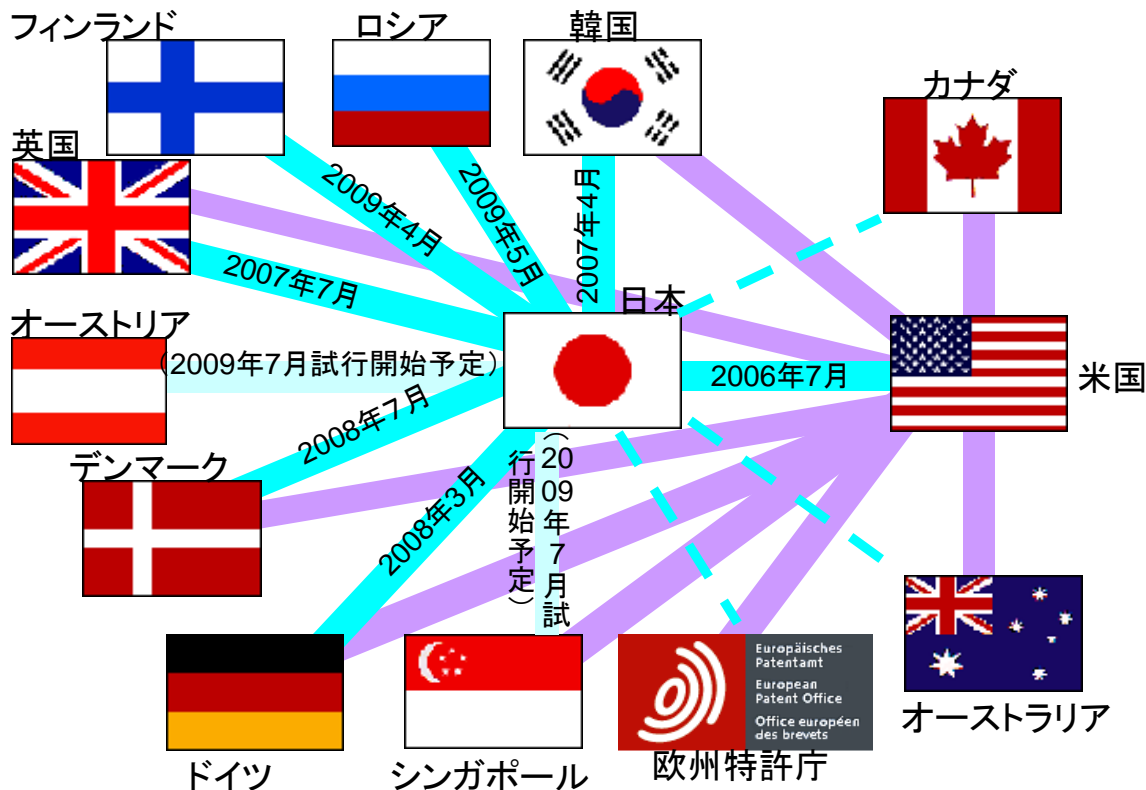 フィンランド
ロシア
韓国
カナダ
英国
2009年4月
2009年5月
2007年4月
2007年7月
日本
オーストリア
(2009年7月試行開始予定)
2006年7月
米国
2008年7月
デンマーク
2008年3月
(2009年7月試
行開始予定)
Europäisches
Patentamt
European
Patent Office
Office européen
des brevets
オーストラリア
ドイツ
シンガポール
欧州特許庁